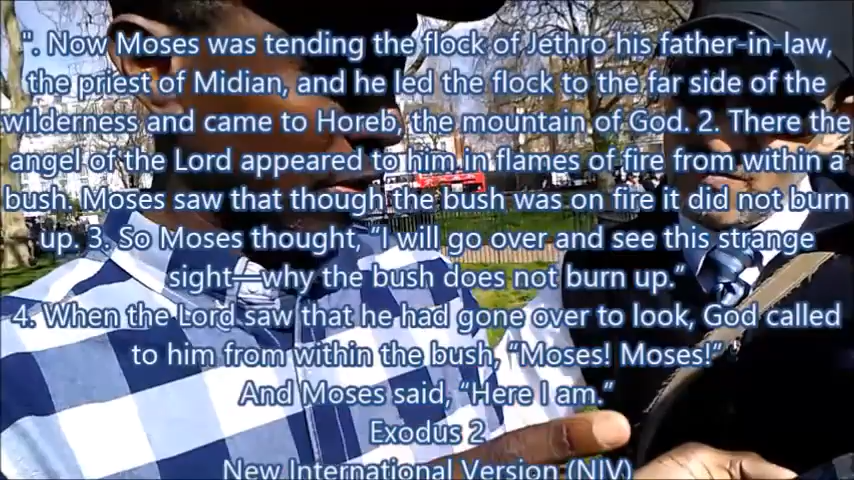 ". Now Moses was tending the flock of Jethro his father-in-law,
the priest of Midian, and he led the flock to the far side of the
wilderness and came to Horeb, the mountain of God. 2. There the
angel of the Lord appeared to him in flames of fire from within a
bush. Moses saw that though the bush was on fire it did not burn
up. 3. So Moses thought, “I will go over and see this strange
sight—why the bush does not burn up.”
4. When the Lord saw that he had gone over to look, God called
to him from within the bush, “Moses! Moses!”
And Moses said, “Here I am.”
Exodus 2
New International Version (NIV)